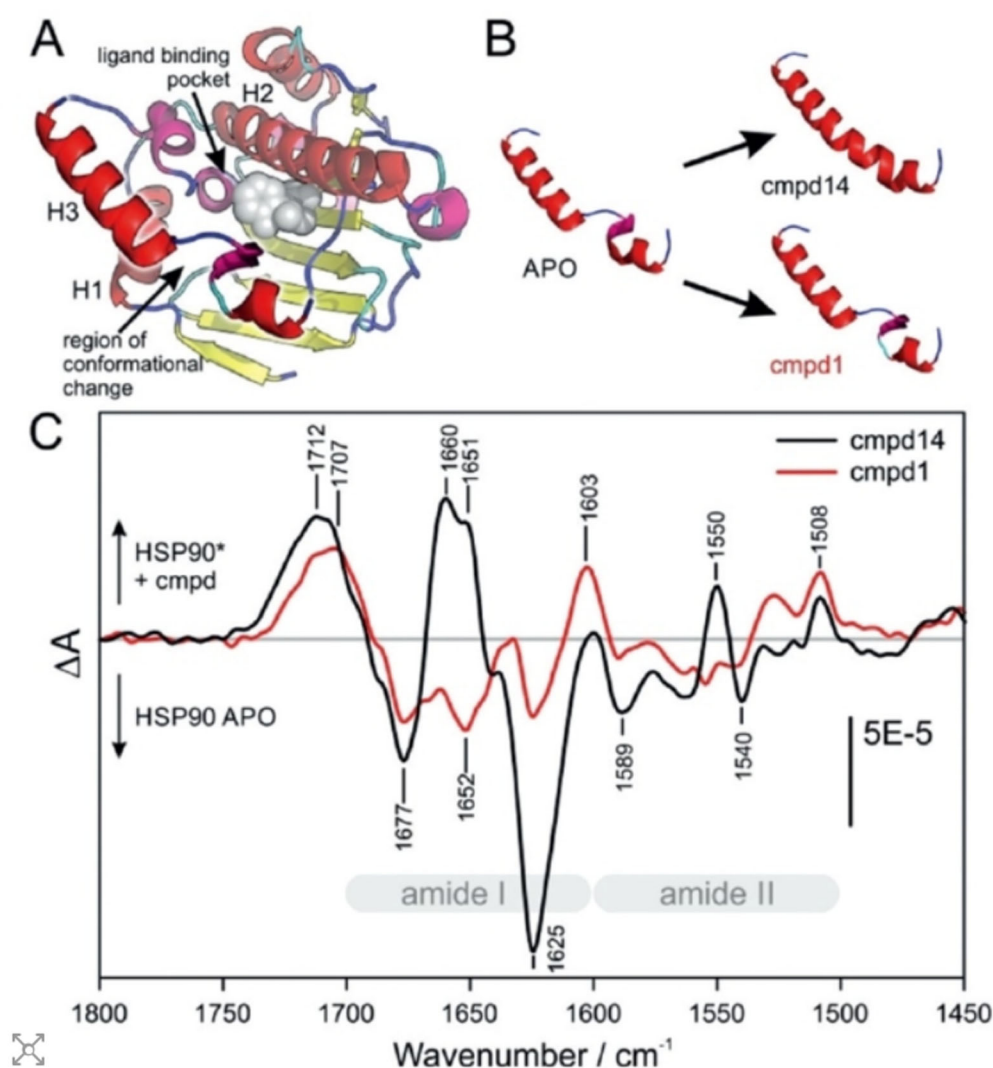 A
ligand binding
pocket
H2
H3
H1
region of
conformational
change
B
APO
cmpd14
cmpd1
C
cmpd14
cmpd1
1712
1707
1660
1651
1603
1550
1508
HSP90*
+ cmpd
ΔA
HSP90 APO
1677
1652
1589
1540
5E-5
amide I
amide II
1625
1800
1750
1700
1650
1600
1550
1500
1450
Wavenumber / cm⁻¹